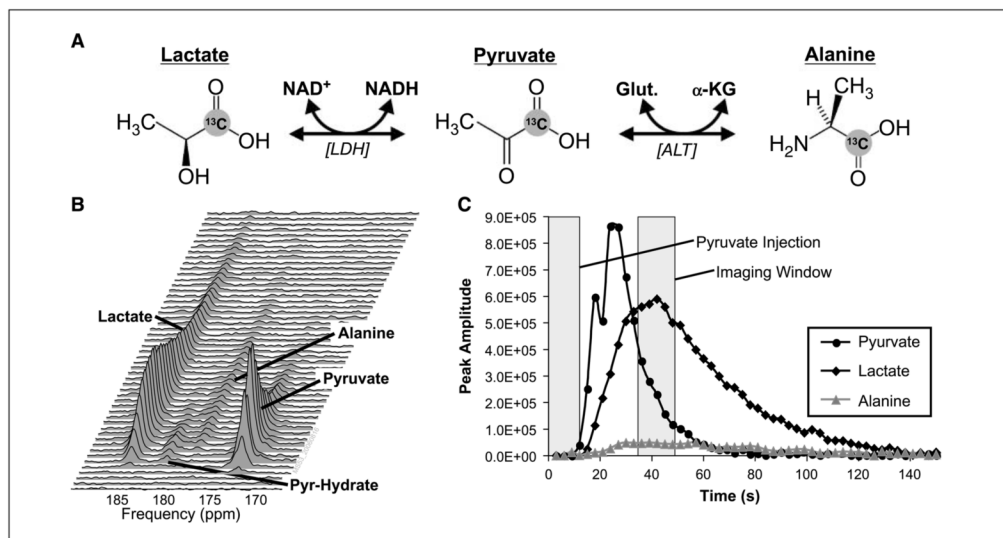 A
Lactate
Pyruvate
Alanine
NAD+ NADH
Glut. α-KG
O
H₃C
13C
OH
OH
[LDH]
O
H₃C
13C
OH
O
[ALT]
CH₃
H
H₂N
13C
OH
O
B
Lactate
Alanine
Pyruvate
Pyr-Hydrate
185 180 175 170
Frequency (ppm)
C
9.0E+05
8.0E+05
7.0E+05
6.0E+05
5.0E+05
4.0E+05
3.0E+05
2.0E+05
1.0E+05
0.0E+00
Peak Amplitude
Pyruvate Injection
Imaging Window
Pyurvate
Lactate
Alanine
0 20 40 60 80 100 120 140
Time (s)